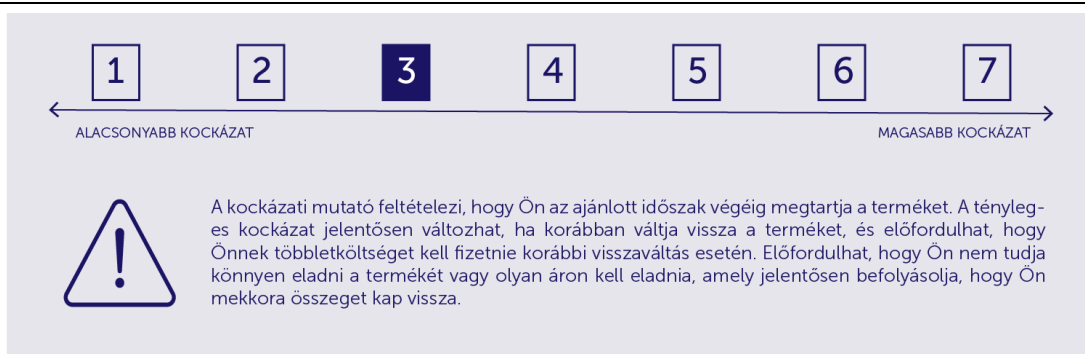 1 2 3 4 5 6 7
ALACSONYABB KOCKÁZAT MAGASABB KOCKÁZAT
A kockázati mutató feltételezi, hogy Ön az ajánlott időszak végéig megtartja a terméket. A tényleg-
es kockázat jelentősen változhat, ha korábban váltja vissza a terméket, és előfordulhat, hogy
Önnek többletköltséget kell fizetnie korábbi visszaváltás esetén. Előfordulhat, hogy Ön nem tudja
könnyen eladni a termékét vagy olyan áron kell eladnia, amely jelentősen befolyásolja, hogy Ön
mekkora összeget kap vissza.